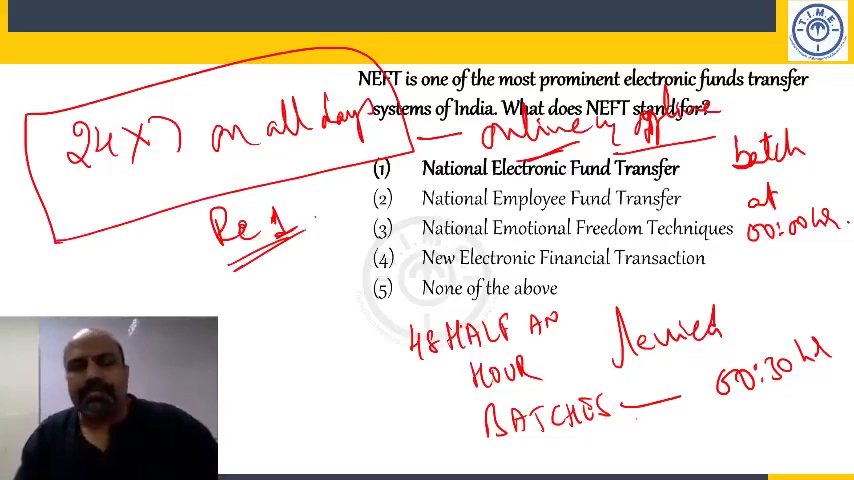 T.I.M.E.
NEFT is one of the most prominent electronic funds transfer
systems of India. What does NEFT stand for?
24 X 7 on all days
online
batch
at
00:00 hr.
(1) National Electronic Fund Transfer
(2) National Employee Fund Transfer
(3) National Emotional Freedom Techniques
(4) New Electronic Financial Transaction
(5) None of the above
Re 1
48 HALF AN
HOUR
BATCHES
00:30 hr